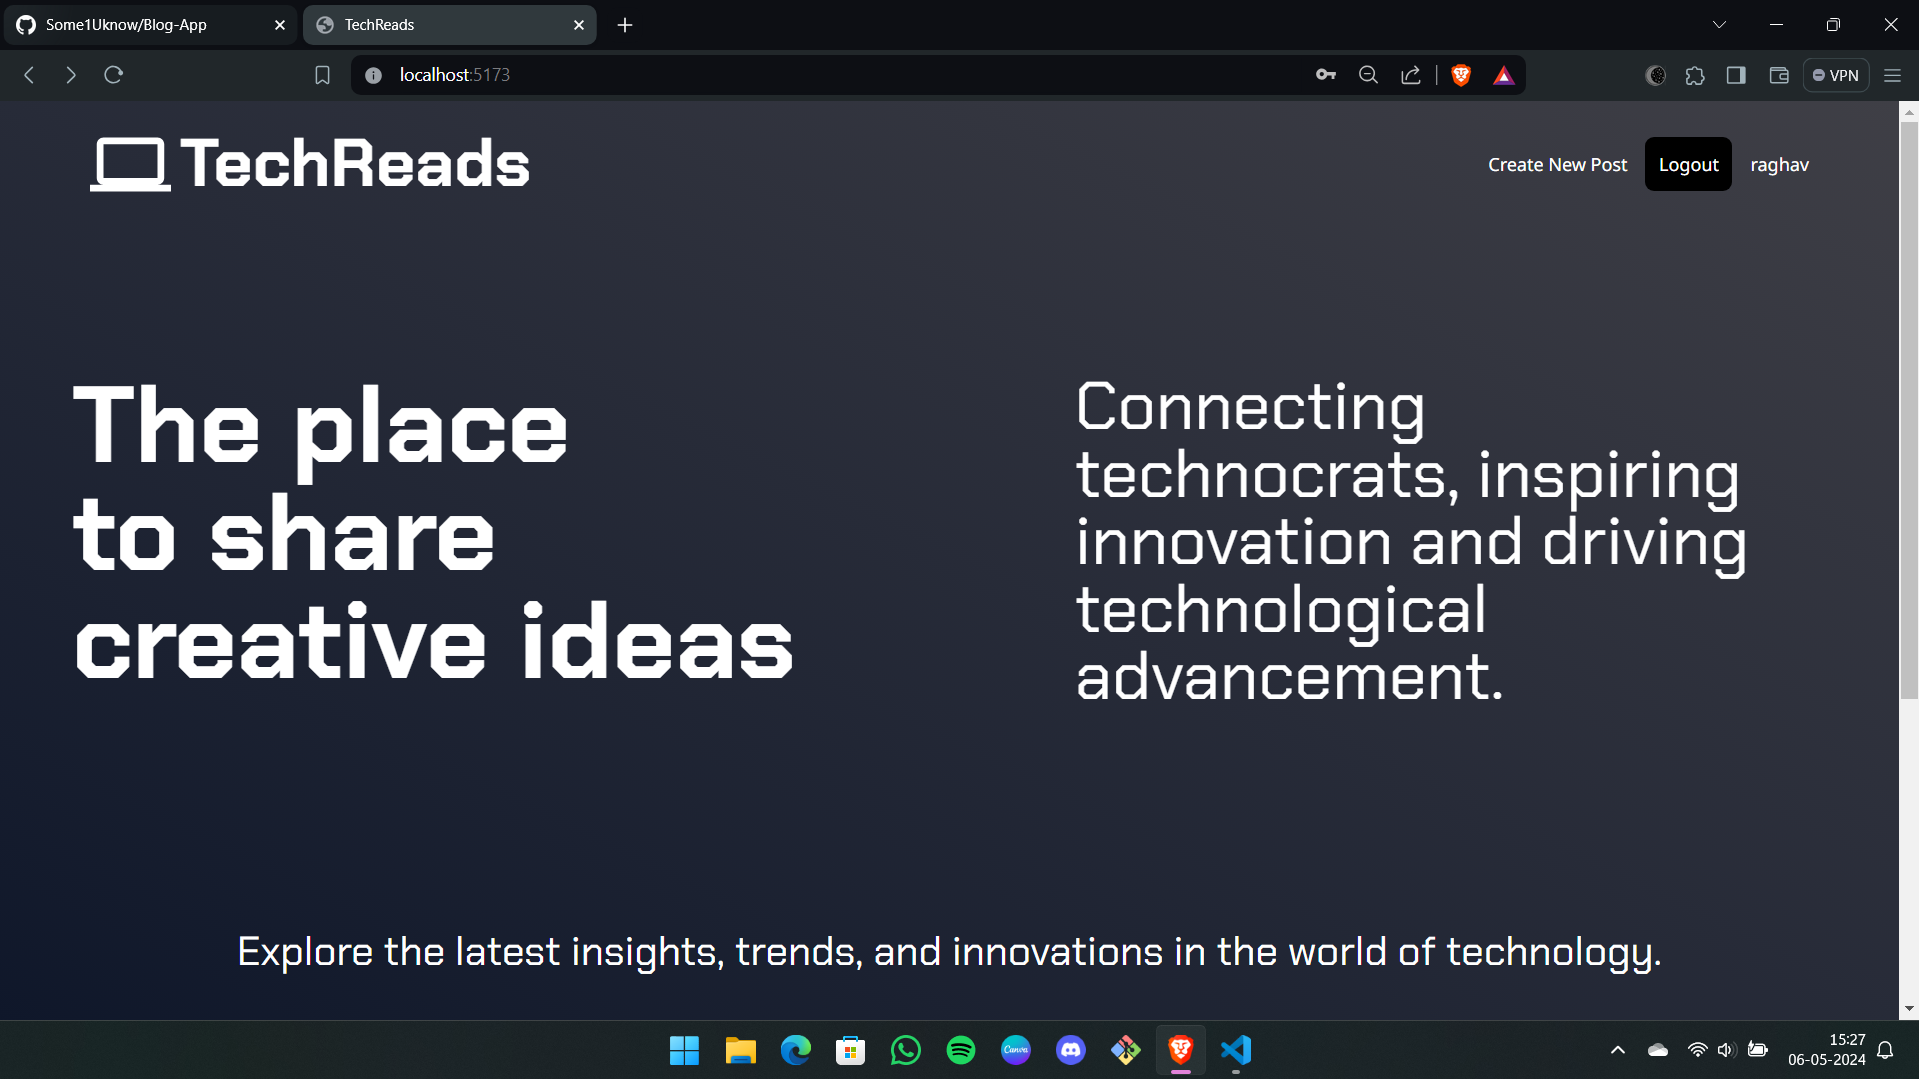 Some1Uknow/Blog-App
TechReads
localhost:5173
VPN
TechReads
Create New Post
Logout
raghav
The place
to share
creative ideas
Connecting
technocrats, inspiring
innovation and driving
technological
advancement.
Explore the latest insights, trends, and innovations in the world of technology.
Canva
15:27
06-05-2024